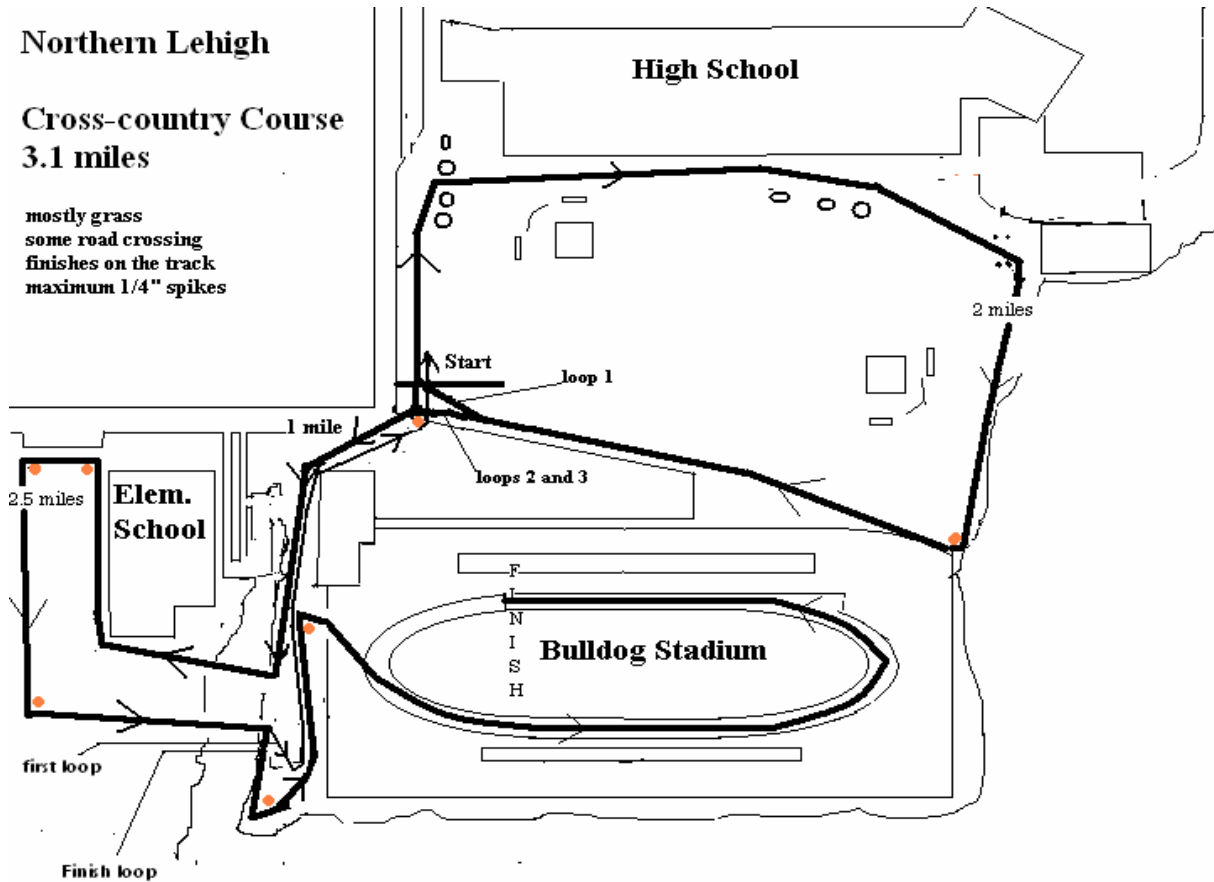 Northern Lehigh
Cross-country Course
3.1 miles
mostly grass
some road crossing
finishes on the track
maximum 1/4" spikes
High School
2 miles
Start
loop 1
1 mile
loops 2 and 3
2.5 miles
Elem.
School
FINISH
Bulldog Stadium
first loop
Finish loop